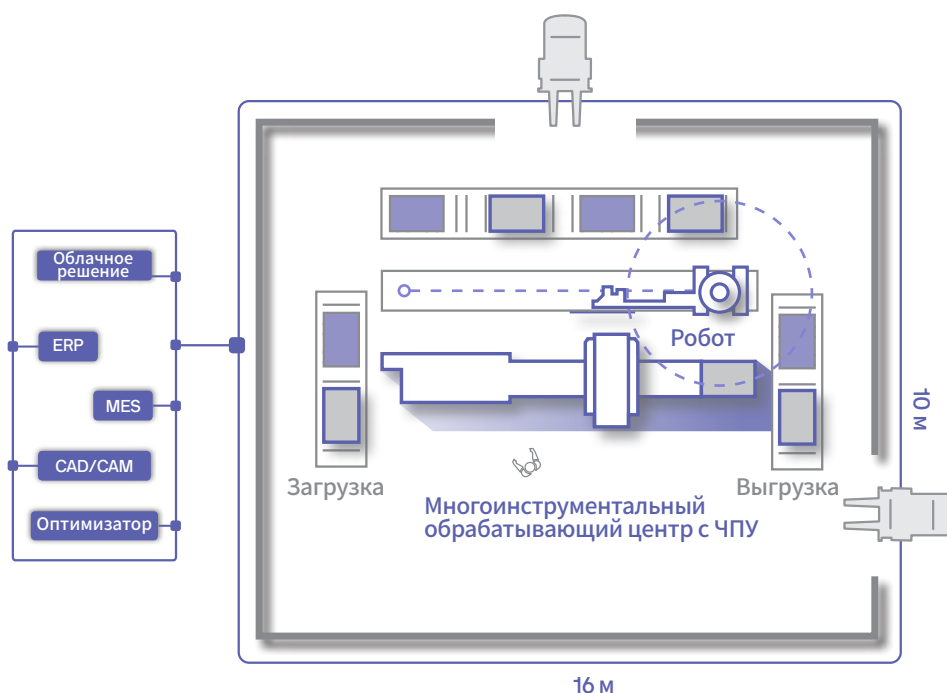 Облачное
решение
ERP
MES
CAD/CAM
Оптимизатор
Робот
Загрузка
Выгрузка
Многоинструментальный
обрабатывающий центр с ЧПУ
10 м
16 м